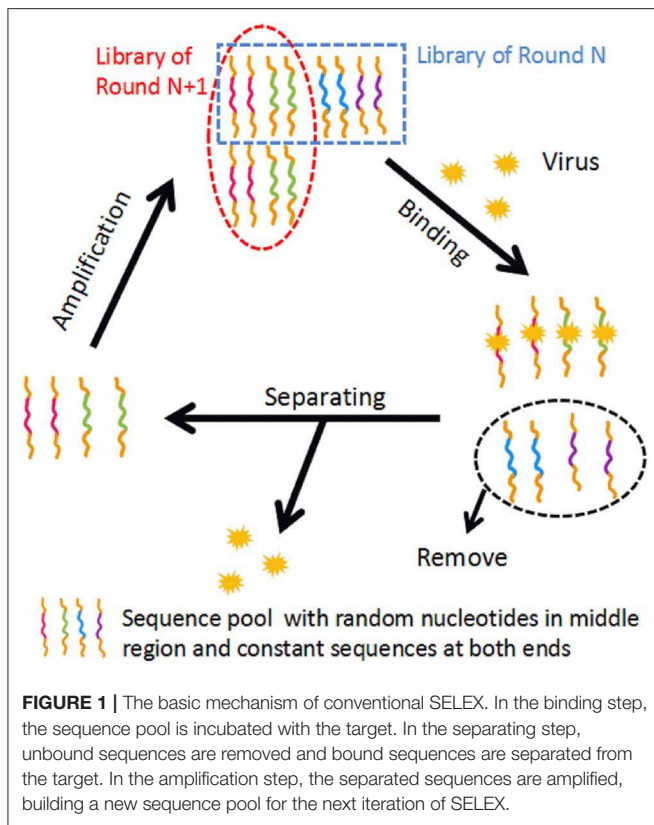 Library of
Round N+1
Library of Round N
Virus
Binding
Amplification
Separating
Remove
Sequence pool with random nucleotides in middle
region and constant sequences at both ends
FIGURE 1 | The basic mechanism of conventional SELEX. In the binding step,
the sequence pool is incubated with the target. In the separating step,
unbound sequences are removed and bound sequences are separated from
the target. In the amplification step, the separated sequences are amplified,
building a new sequence pool for the next iteration of SELEX.